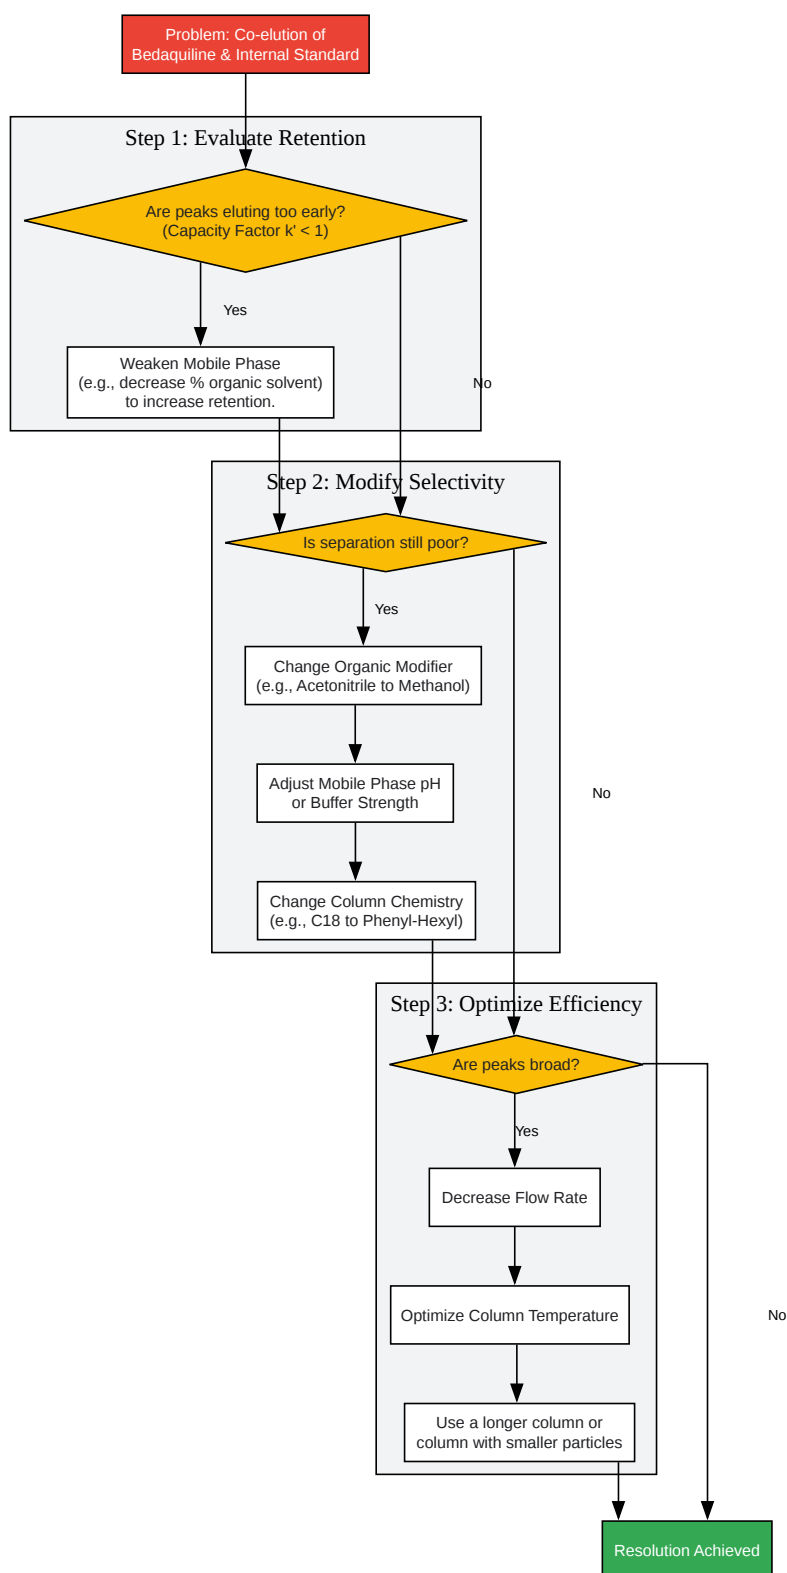 Problem: Co-elution of
Bedaquiline & Internal Standard
Step 1: Evaluate Retention
Are peaks eluting too early?
(Capacity Factor k' < 1)
Yes
Weaken Mobile Phase
(e.g., decrease % organic solvent)
to increase retention.
No
Step 2: Modify Selectivity
Is separation still poor?
Yes
Change Organic Modifier
(e.g., Acetonitrile to Methanol)
Adjust Mobile Phase pH
or Buffer Strength
No
Change Column Chemistry
(e.g., C18 to Phenyl-Hexyl)
Step 3: Optimize Efficiency
Are peaks broad?
Yes
Decrease Flow Rate
Optimize Column Temperature
No
Use a longer column or
column with smaller particles
Resolution Achieved